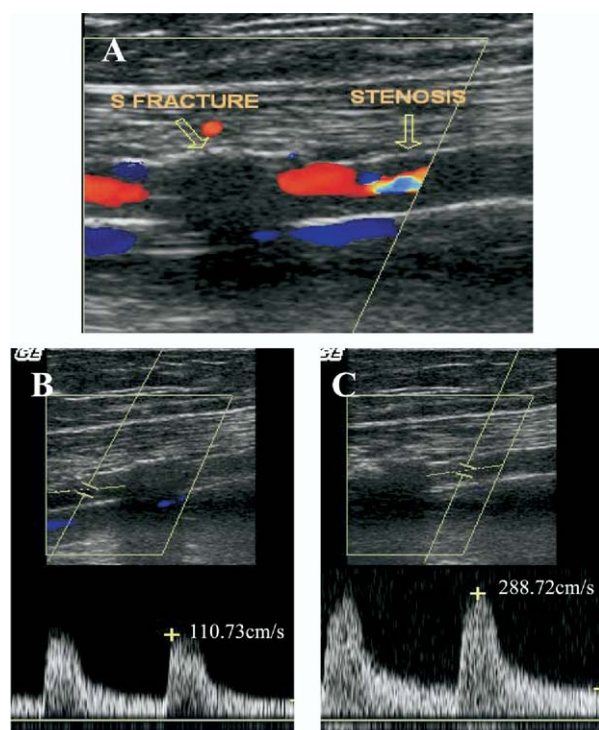 A
S FRACTURE
STENOSIS
GE
B
110.73cm/s
GE
C
288.72cm/s